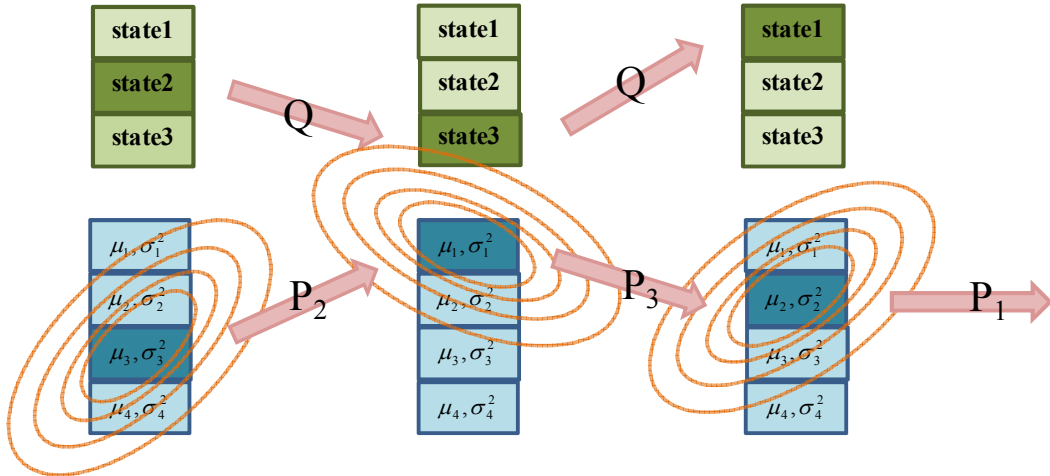 state1
state2
state3
Q
state1
state2
state3
Q
state1
state2
state3
μ₁, σ₁²
μ₂, σ₂²
μ₃, σ₃²
μ₄, σ₄²
P₂
μ₁, σ₁²
μ₂, σ₂²
μ₃, σ₃²
μ₄, σ₄²
P₃
μ₁, σ₁²
μ₂, σ₂²
μ₃, σ₃²
μ₄, σ₄²
P₁